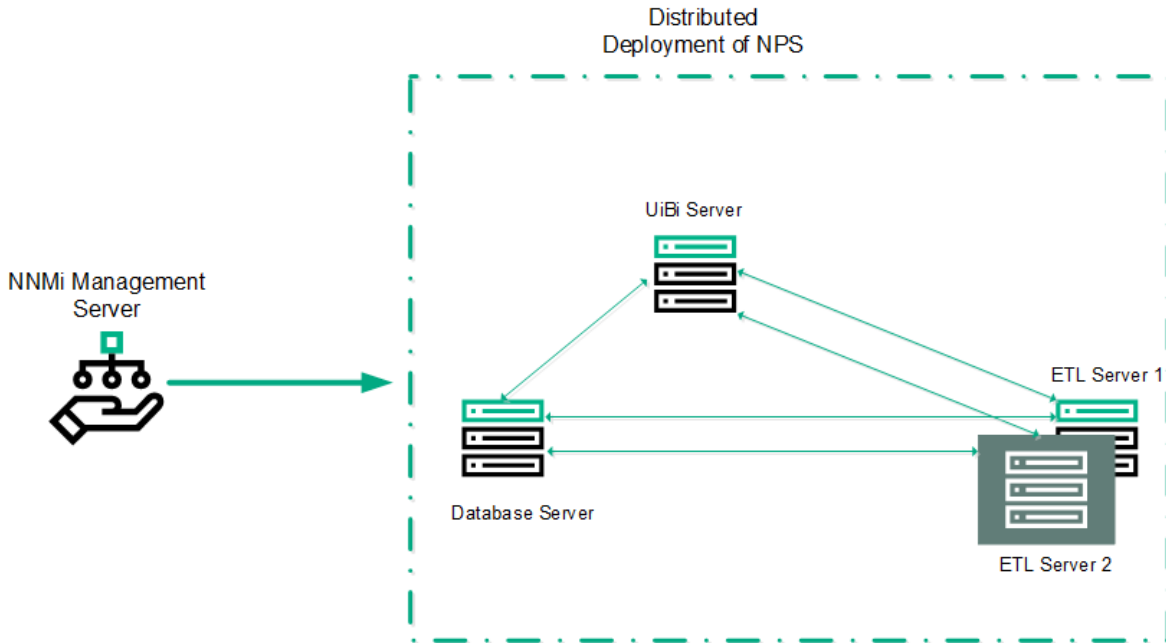 Distributed
Deployment of NPS
UiBi Server
NNMi Management
Server
ETL Server 1
Database Server
ETL Server 2